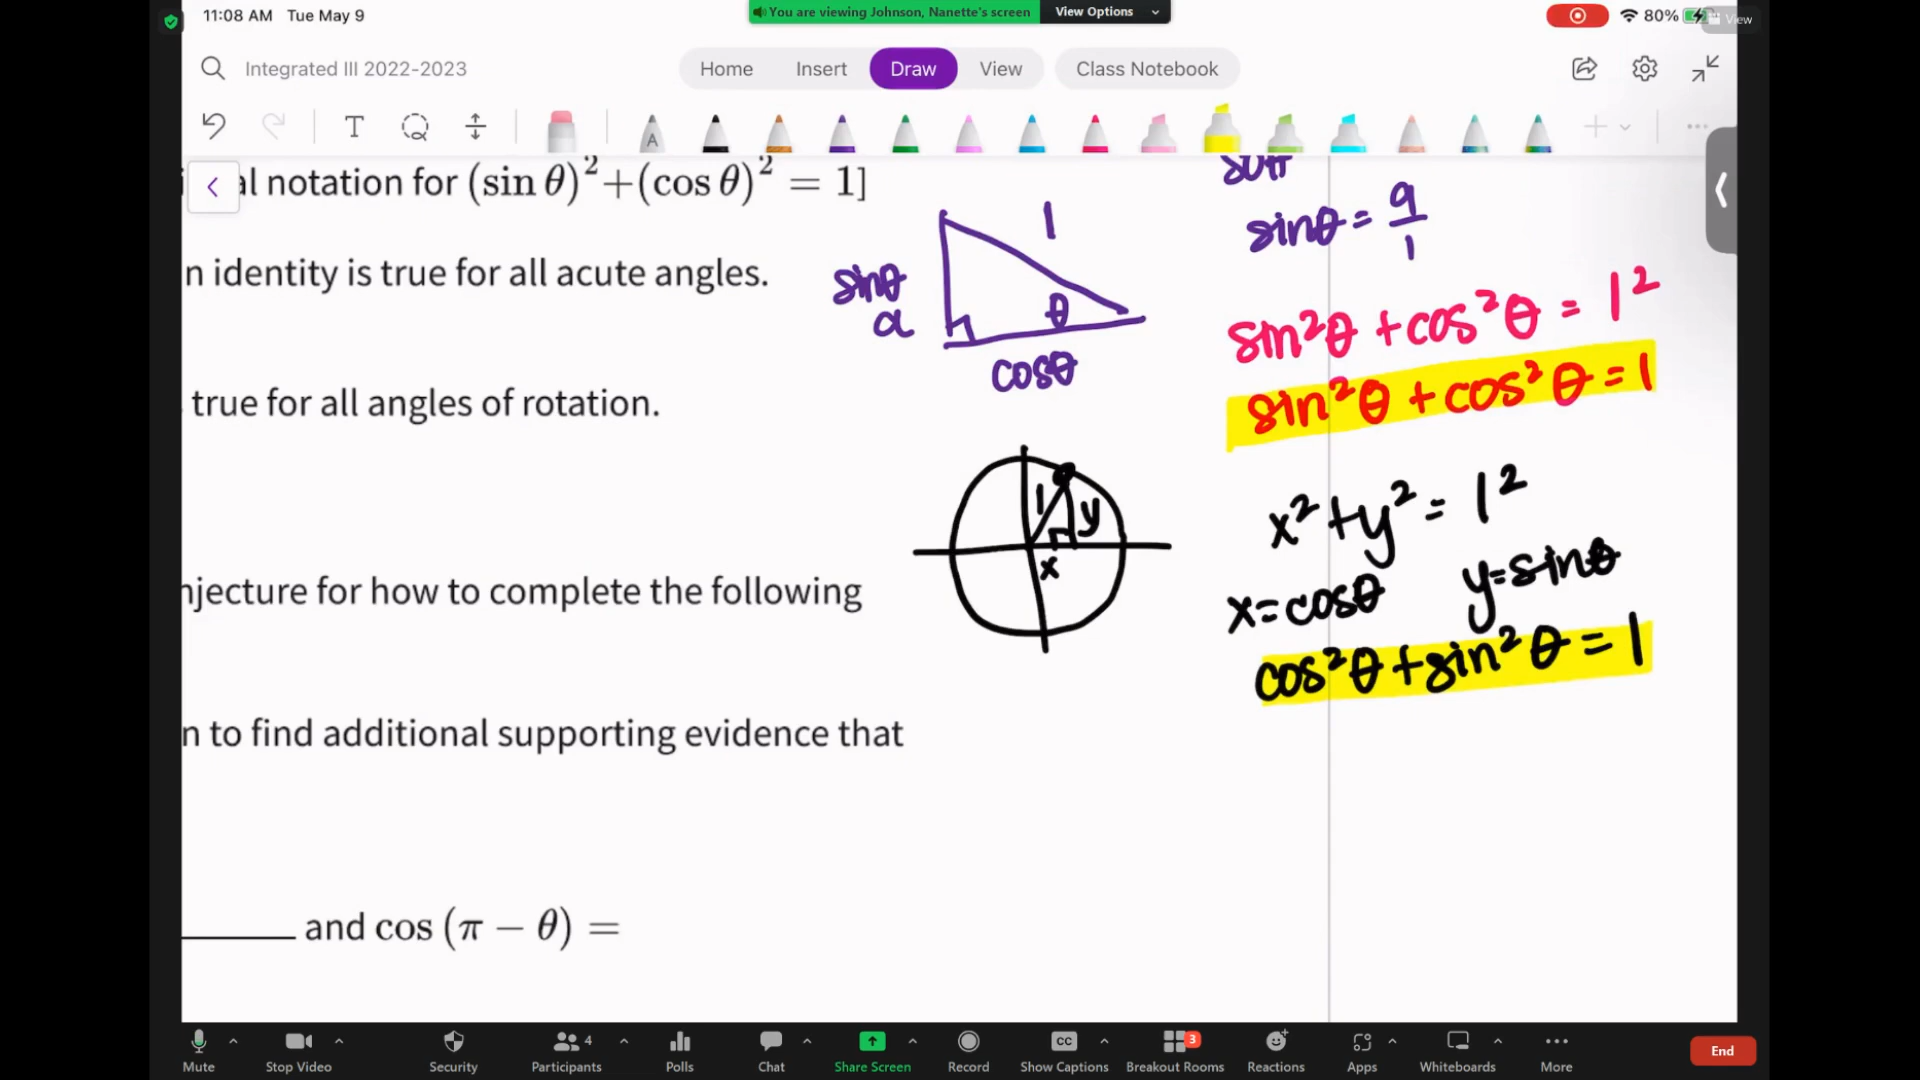 11:08 AM Tue May 9
You are viewing Johnson, Nanette's screen
View Options
80%
View
Integrated III 2022-2023
Home
Insert
Draw
View
Class Notebook
T
A
al notation for (sin θ)²+(cos θ)² = 1]
n identity is true for all acute angles.
true for all angles of rotation.
njecture for how to complete the following
n to find additional supporting evidence that
______ and cos (π − θ) =
1
sinθ
a
θ
cosθ
sinθ = a/1
sin²θ + cos²θ = 1²
sin²θ + cos²θ = 1
1
y
x
x² + y² = 1²
x=cosθ y=sinθ
cos²θ + sin²θ = 1
Mute
Stop Video
Security
4
Participants
Polls
Chat
Share Screen
Record
CC
Show Captions
3
Breakout Rooms
Reactions
Apps
Whiteboards
More
End